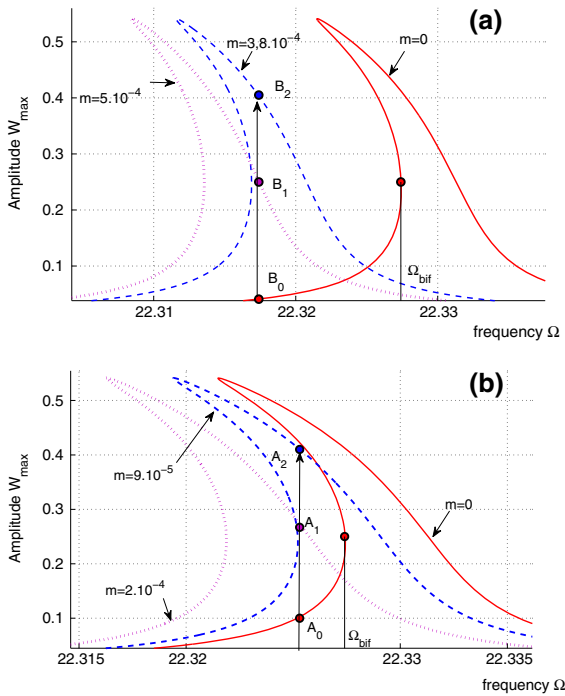 (a)
m=3,8.10⁻⁴
m=0
B₂
m=5.10⁻⁴
B₁
B₀
Ω_bif
Amplitude W_max
0.5
0.4
0.3
0.2
0.1
22.31
22.32
22.33
frequency Ω
(b)
A₂
m=9.10⁻⁵
m=0
A₁
m=2.10⁻⁴
A₀
Ω_bif
Amplitude W_max
0.5
0.4
0.3
0.2
0.1
22.315
22.32
22.33
22.335
frequency Ω